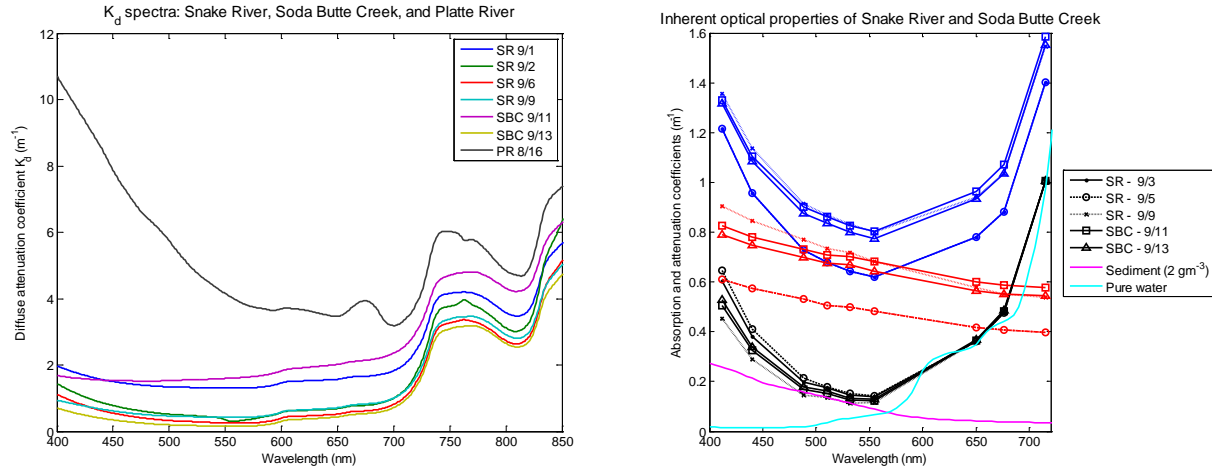 K_d spectra: Snake River, Soda Butte Creek, and Platte River
12
10
8
6
4
2
0
Diffuse attenuation coefficient K_d (m^-1)
SR 9/1
SR 9/2
SR 9/6
SR 9/9
SBC 9/11
SBC 9/13
PR 8/16
400 450 500 550 600 650 700 750 800 850
Wavelength (nm)
Inherent optical properties of Snake River and Soda Butte Creek
1.6
1.4
1.2
1
0.8
0.6
0.4
0.2
0
Absorption and attenuation coefficients (m^-1)
400 450 500 550 600 650 700
Wavelength (nm)
SR - 9/3
SR - 9/5
SR - 9/9
SBC - 9/11
SBC - 9/13
Sediment (2 gm^-3)
Pure water